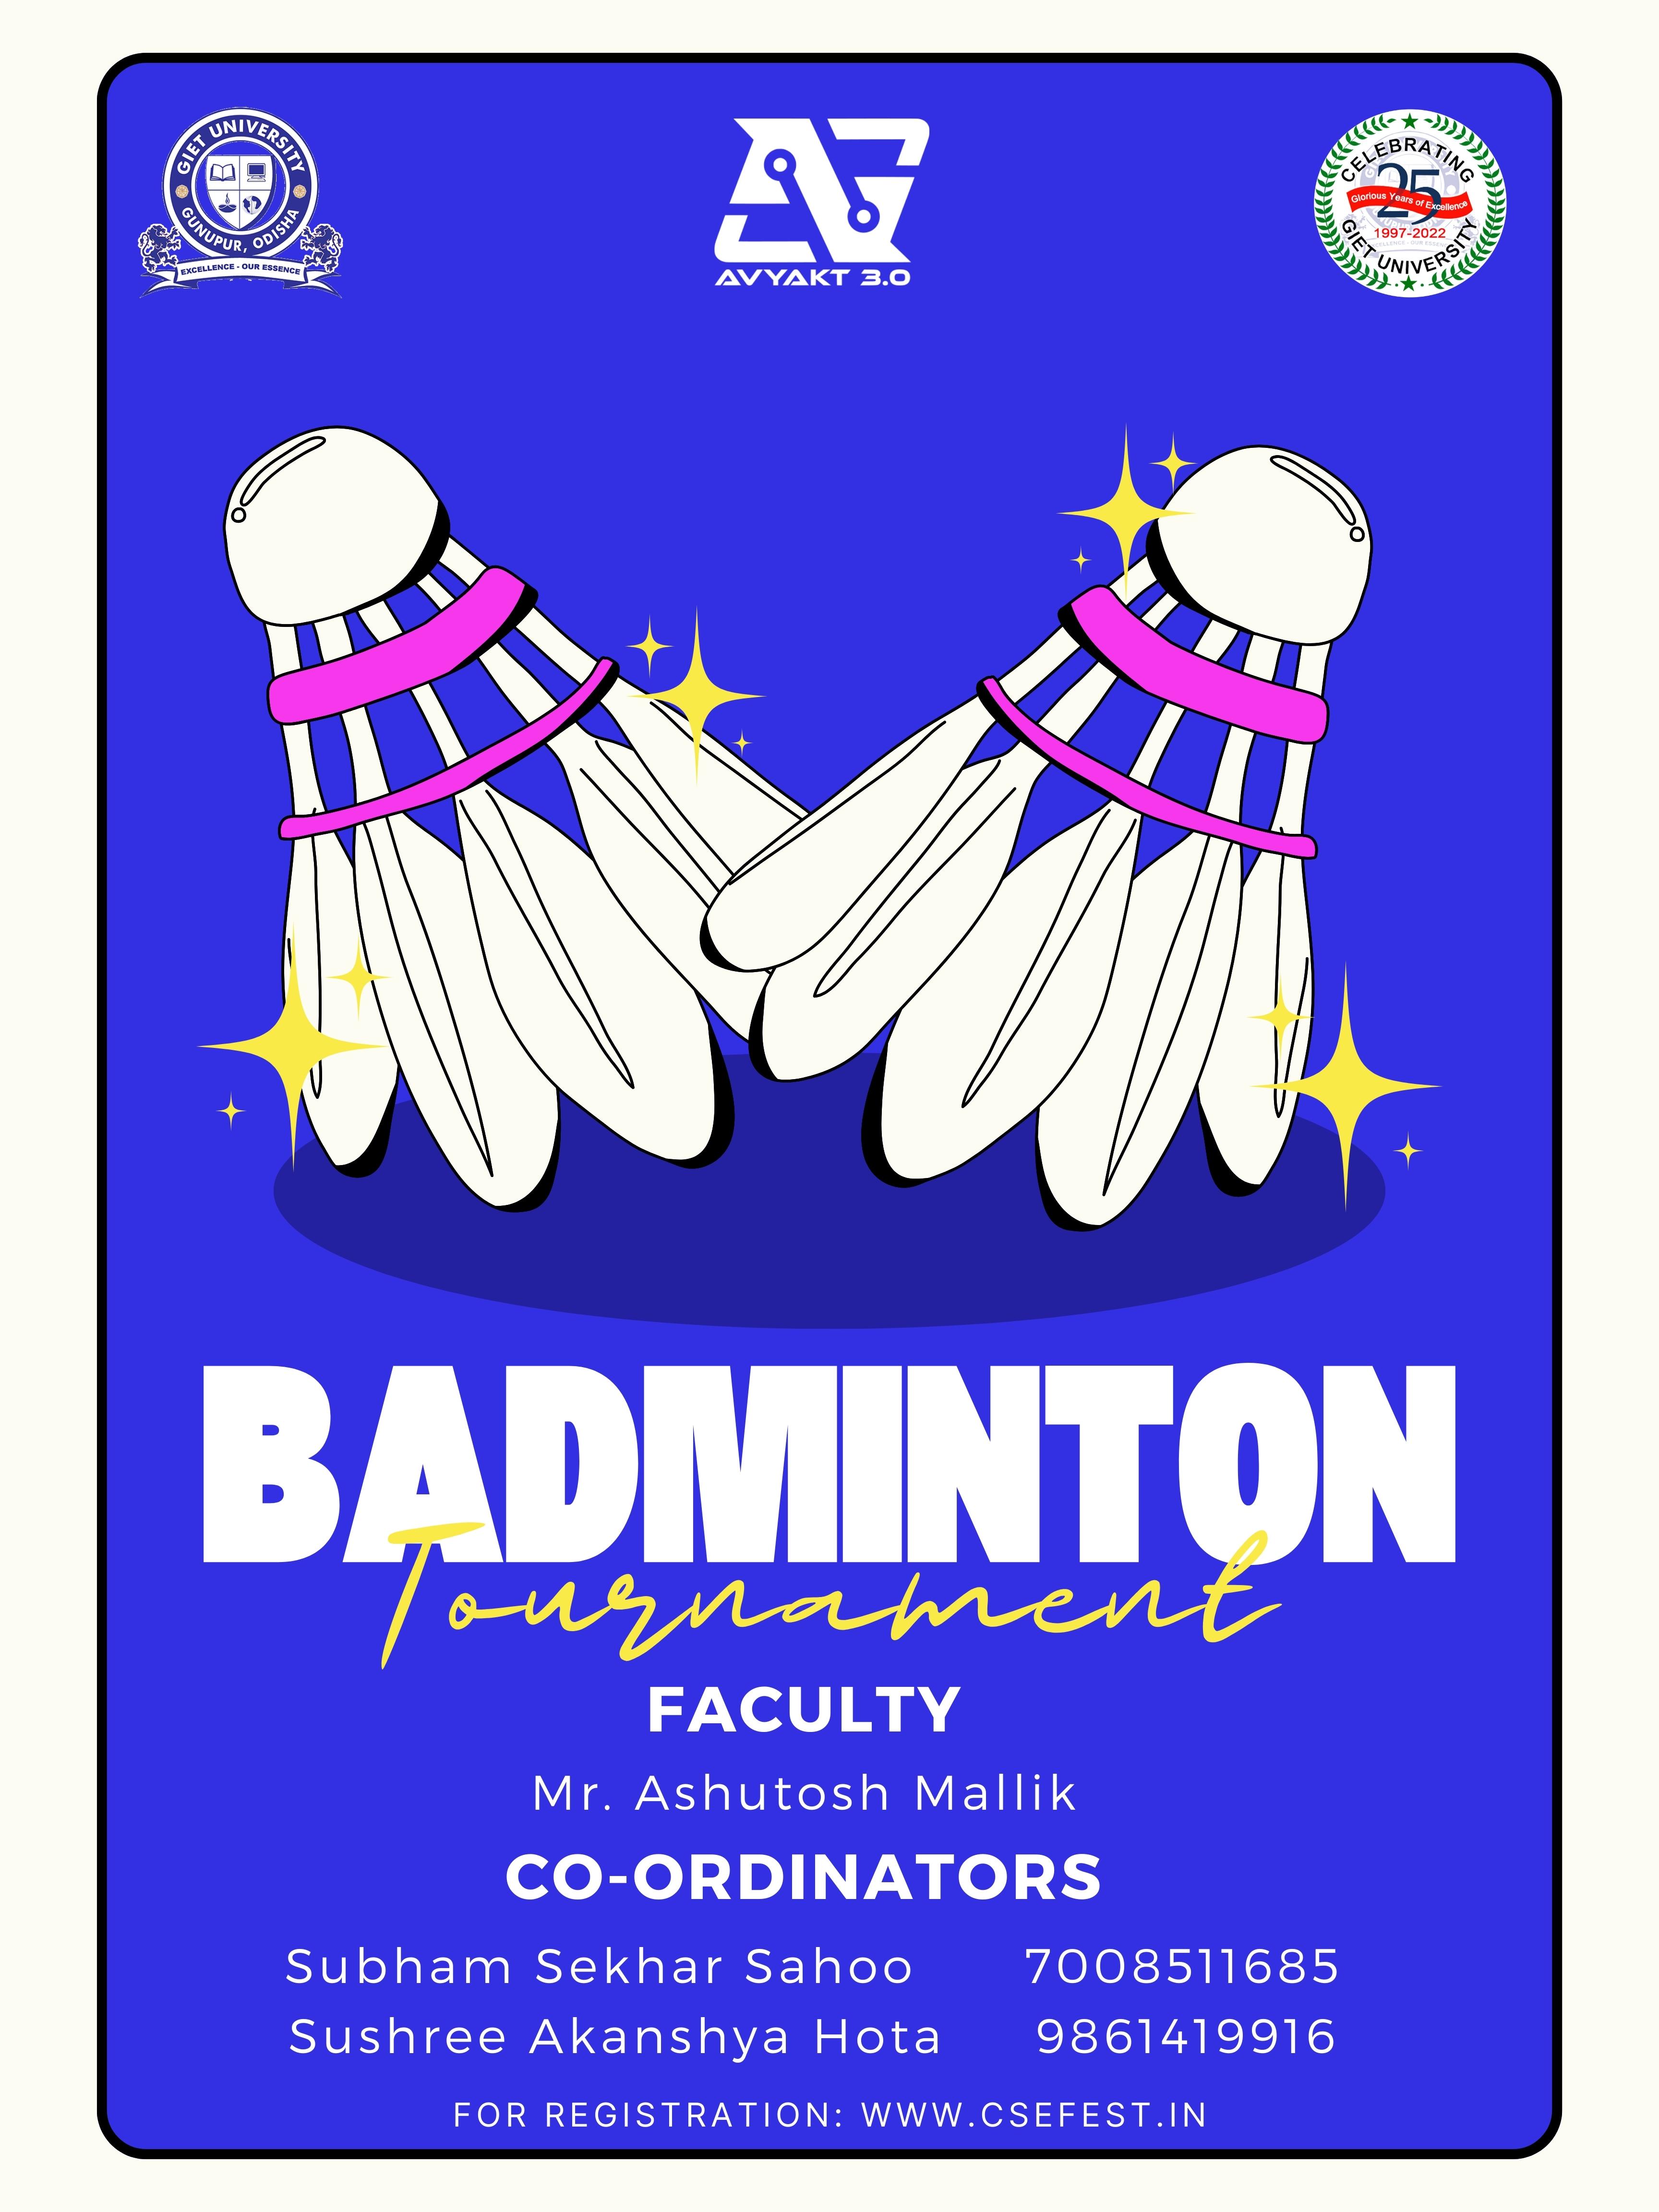 GIET UNIVERSITY
GUNUPUR, ODISHA
EXCELLENCE - OUR ESSENCE
AVYAKT 3.0
CELEBRATING
25
Glorious Years of Excellence
1997-2022
GIET UNIVERSITY
BADMINTON
Tournament
FACULTY
Mr. Ashutosh Mallik
CO-ORDINATORS
Subham Sekhar Sahoo 7008511685
Sushree Akanshya Hota 9861419916
FOR REGISTRATION: WWW.CSEFEST.IN